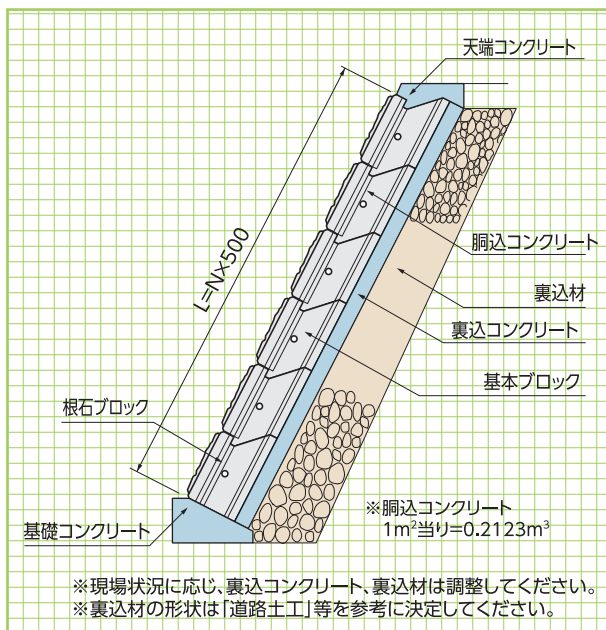 天端コンクリート
L=N×500
胴込コンクリート
裏込材
裏込コンクリート
基本ブロック
根石ブロック
基礎コンクリート
※胴込コンクリート
1m²当り=0.2123m³
※現場状況に応じ、裏込コンクリート、裏込材は調整してください。
※裏込材の形状は「道路土工」等を参考に決定してください。